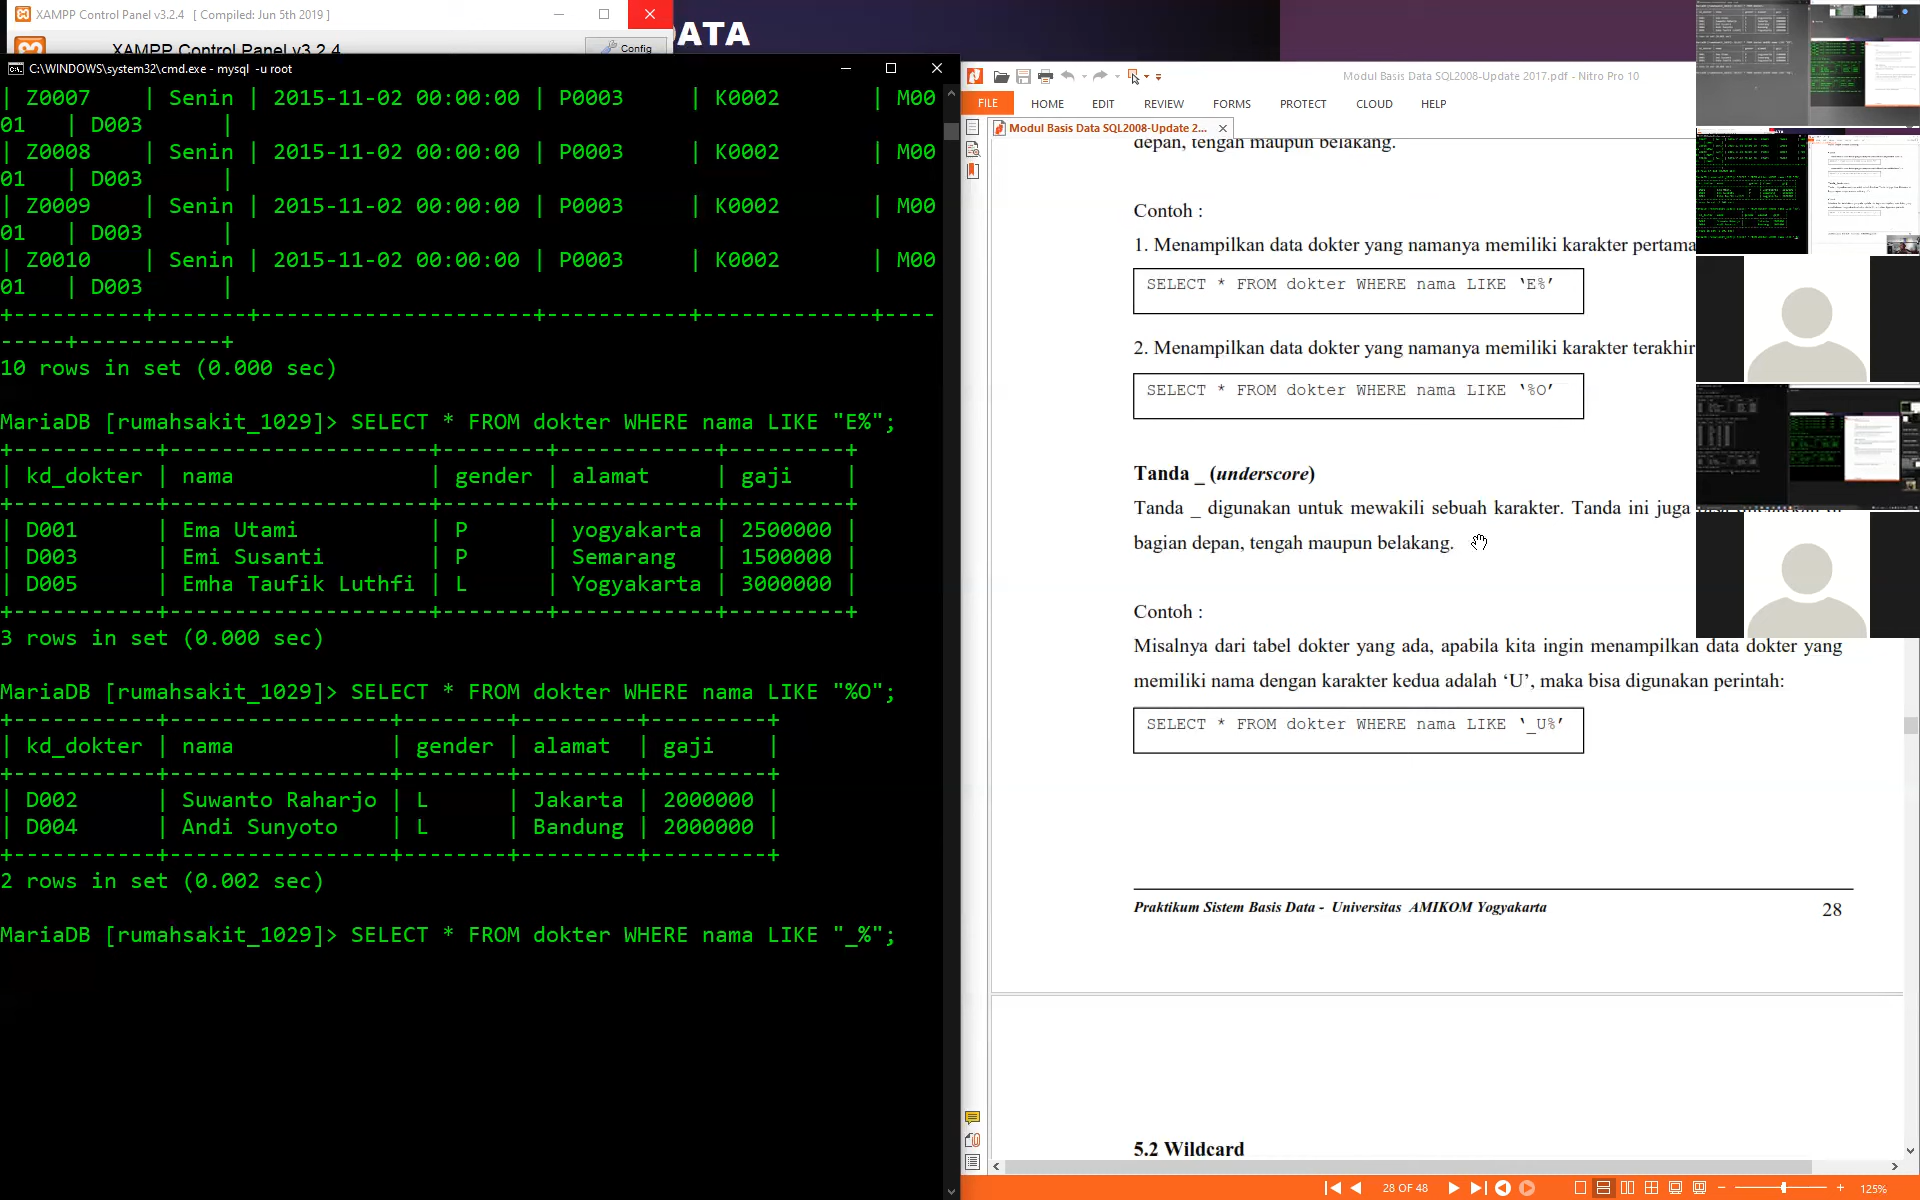 XAMPP Control Panel v3.2.4 [ Compiled: Jun 5th 2019 ]
XAMPP Control Panel v3.2.4
Config
DATA
C:\WINDOWS\system32\cmd.exe - mysql -u root
| Z0007 | Senin | 2015-11-02 00:00:00 | P0003 | K0002 | M00
01 | D003 |
| Z0008 | Senin | 2015-11-02 00:00:00 | P0003 | K0002 | M00
01 | D003 |
| Z0009 | Senin | 2015-11-02 00:00:00 | P0003 | K0002 | M00
01 | D003 |
| Z0010 | Senin | 2015-11-02 00:00:00 | P0003 | K0002 | M00
01 | D003 |
10 rows in set (0.000 sec)
MariaDB [rumahsakit_1029]> SELECT * FROM dokter WHERE nama LIKE "E%";
| kd_dokter | nama | gender | alamat | gaji |
| D001 | Ema Utami | P | yogyakarta | 2500000 |
| D003 | Emi Susanti | P | Semarang | 1500000 |
| D005 | Emha Taufik Luthfi | L | Yogyakarta | 3000000 |
3 rows in set (0.000 sec)
MariaDB [rumahsakit_1029]> SELECT * FROM dokter WHERE nama LIKE "%O";
| kd_dokter | nama | gender | alamat | gaji |
| D002 | Suwanto Raharjo | L | Jakarta | 2000000 |
| D004 | Andi Sunyoto | L | Bandung | 2000000 |
2 rows in set (0.002 sec)
MariaDB [rumahsakit_1029]> SELECT * FROM dokter WHERE nama LIKE "_%";
Modul Basis Data SQL2008-Update 2017.pdf - Nitro Pro 10
FILE HOME EDIT REVIEW FORMS PROTECT CLOUD HELP
Modul Basis Data SQL2008-Update 2...
depan, tengah maupun belakang.
Contoh :
1. Menampilkan data dokter yang namanya memiliki karakter pertama
SELECT * FROM dokter WHERE nama LIKE ‘E%’
2. Menampilkan data dokter yang namanya memiliki karakter terakhir
SELECT * FROM dokter WHERE nama LIKE ‘%O’
Tanda _ (underscore)
Tanda _ digunakan untuk mewakili sebuah karakter. Tanda ini juga
bagian depan, tengah maupun belakang.
Contoh :
Misalnya dari tabel dokter yang ada, apabila kita ingin menampilkan data dokter yang
memiliki nama dengan karakter kedua adalah ‘U’, maka bisa digunakan perintah:
SELECT * FROM dokter WHERE nama LIKE ‘_U%’
Praktikum Sistem Basis Data - Universitas AMIKOM Yogyakarta 28
5.2 Wildcard
28 OF 48
125%